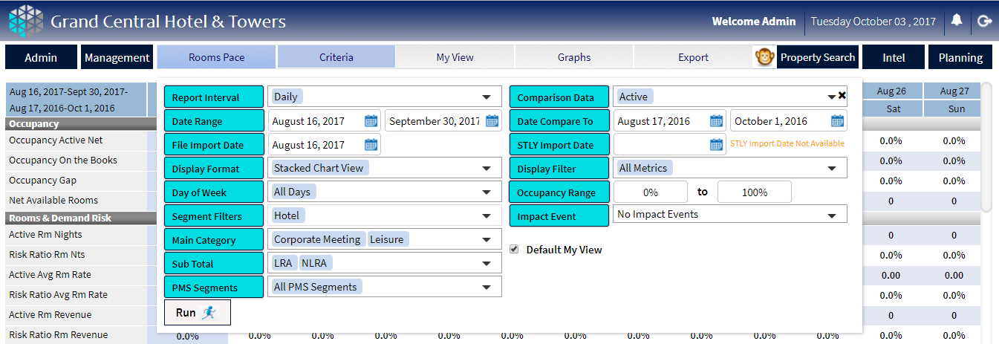 Grand Central Hotel & Towers
Welcome Admin
Tuesday October 03 , 2017
Admin
Management
Rooms Pace
Criteria
My View
Graphs
Export
Property Search
Intel
Planning
Aug 16, 2017-Sept 30, 2017-
Aug 17, 2016-Oct 1, 2016
Aug 26
Aug 27
Sat
Sun
Report Interval Daily
Comparison Data Active
Date Range August 16, 2017 September 30, 2017
Date Compare To August 17, 2016 October 1, 2016
File Import Date August 16, 2017
STLY Import Date STLY Import Date Not Available
Display Format Stacked Chart View
Display Filter All Metrics
Day of Week All Days
Occupancy Range 0% to 100%
Segment Filters Hotel
Impact Event No Impact Events
Main Category Corporate Meeting Leisure
Default My View
Sub Total LRA NLRA
PMS Segments All PMS Segments
Run
Occupancy
Occupancy Active Net 0.0% 0.0%
Occupancy On the Books 0.0% 0.0%
Occupancy Gap 0.0% 0.0%
Net Available Rooms 0 0
Rooms & Demand Risk
Active Rm Nights 0 0
Risk Ratio Rm Nts 0.0% 0.0%
Active Avg Rm Rate 0.00 0.00
Risk Ratio Avg Rm Rate 0.0% 0.0%
Active Rm Revenue 0 0
Risk Ratio Rm Revenue 0.0% 0.0% 0.0% 0.0% 0.0% 0.0% 0.0% 0.0% 0.0% 0.0% 0.0% 0.0%